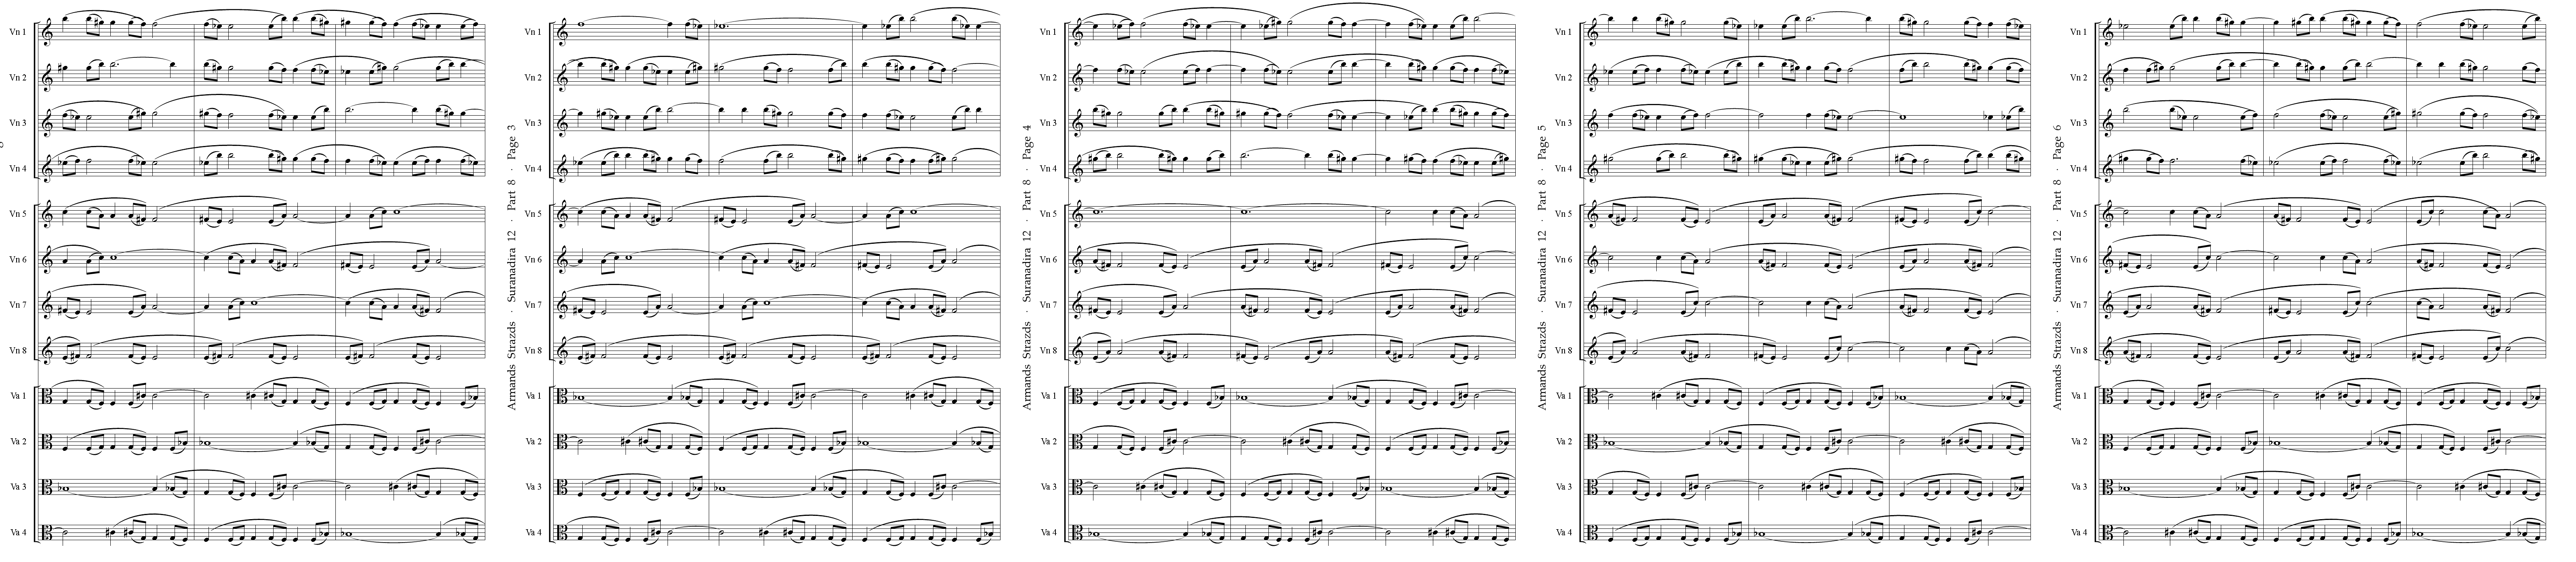 Vn 1
Vn 2
Vn 3
Vn 4
Vn 5
Vn 6
Vn 7
Vn 8
Va 1
Va 2
Va 3
Va 4
Armands Strazds · Suranadira 12 · Part 8 · Page 3
Vn 1
Vn 2
Vn 3
Vn 4
Vn 5
Vn 6
Vn 7
Vn 8
Va 1
Va 2
Va 3
Va 4
Armands Strazds · Suranadira 12 · Part 8 · Page 4
Vn 1
Vn 2
Vn 3
Vn 4
Vn 5
Vn 6
Vn 7
Vn 8
Va 1
Va 2
Va 3
Va 4
Armands Strazds · Suranadira 12 · Part 8 · Page 5
Vn 1
Vn 2
Vn 3
Vn 4
Vn 5
Vn 6
Vn 7
Vn 8
Va 1
Va 2
Va 3
Va 4
Armands Strazds · Suranadira 12 · Part 8 · Page 6
Vn 1
Vn 2
Vn 3
Vn 4
Vn 5
Vn 6
Vn 7
Vn 8
Va 1
Va 2
Va 3
Va 4